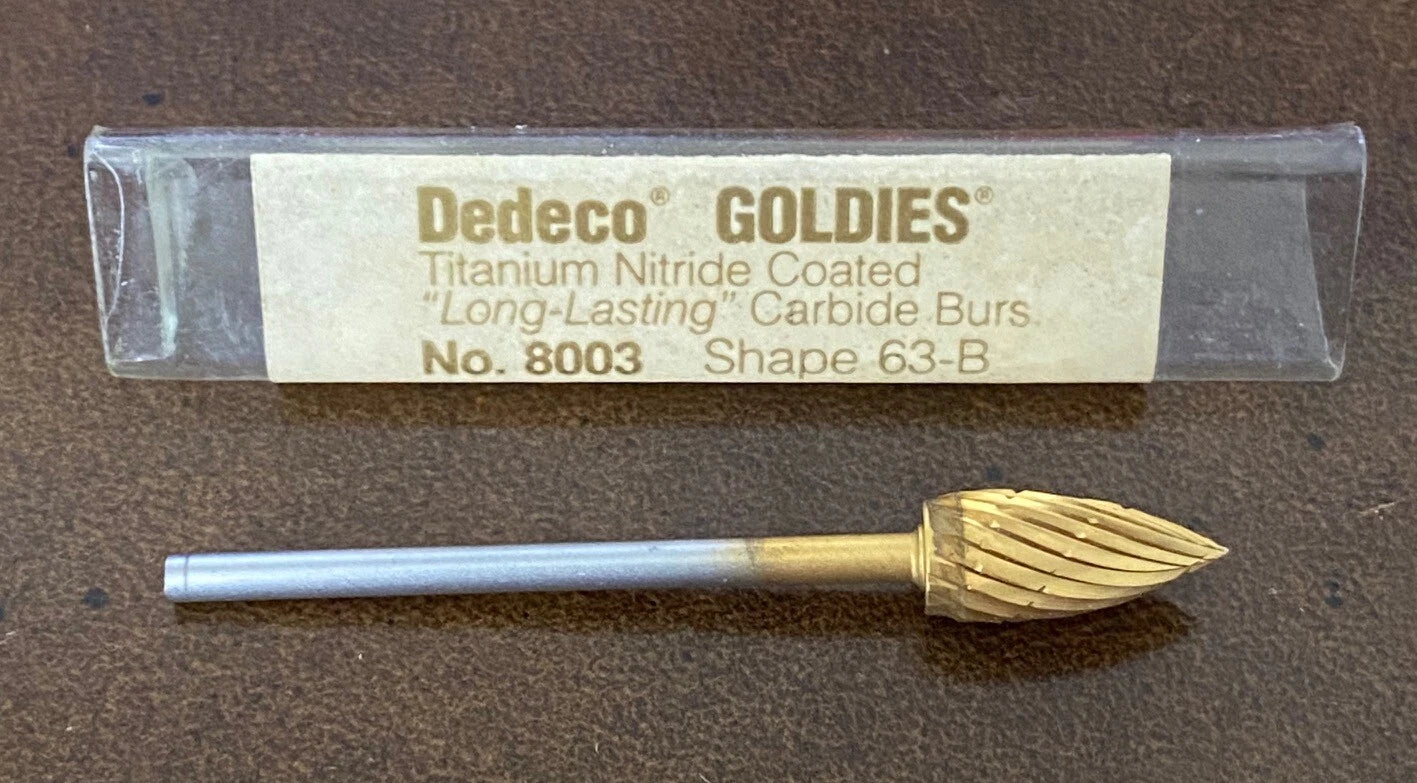 Dedeco® GOLDIES®
Titanium Nitride Coated
"Long-Lasting" Carbide Burs
No. 8003 Shape 63-B